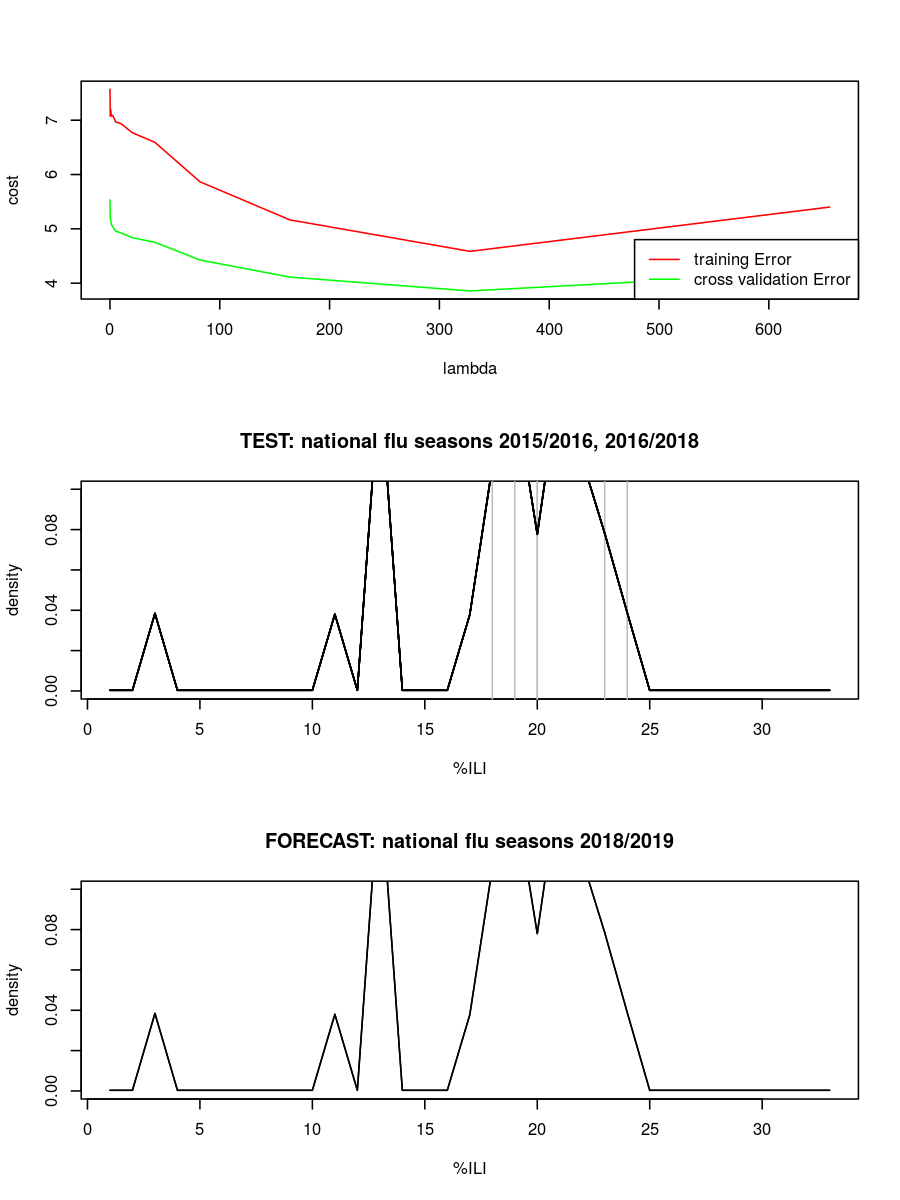 7
6
5
4
cost
training Error
cross validation Error
0 100 200 300 400 500 600
lambda
TEST: national flu seasons 2015/2016, 2016/2018
0.08
0.04
0.00
density
0 5 10 15 20 25 30
%ILI
FORECAST: national flu seasons 2018/2019
0.08
0.04
0.00
density
0 5 10 15 20 25 30
%ILI